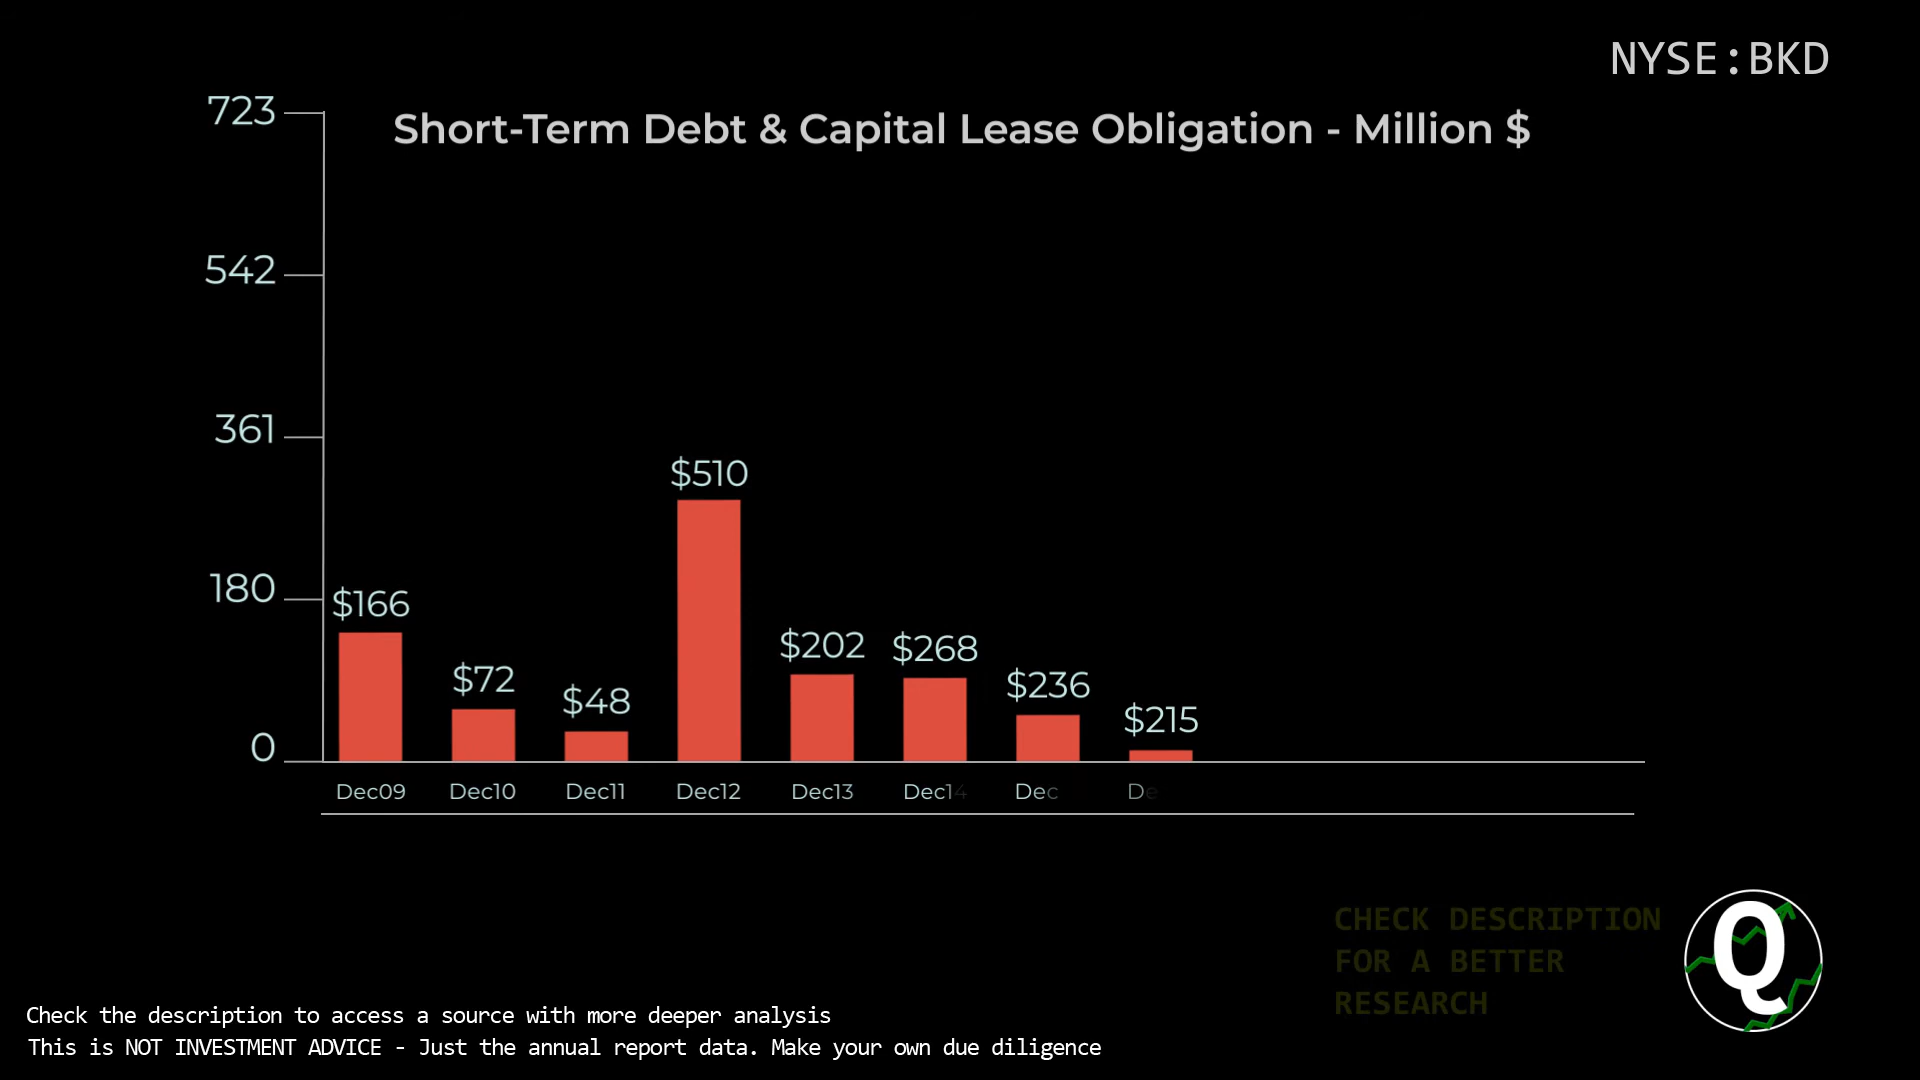 NYSE:BKD
Short-Term Debt & Capital Lease Obligation - Million $
723
542
361
180
0
$166
$72
$48
$510
$202
$268
$236
$215
Dec09 Dec10 Dec11 Dec12 Dec13 Dec14 Dec De
CHECK DESCRIPTION
FOR A BETTER
RESEARCH
Q
Check the description to access a source with more deeper analysis
This is NOT INVESTMENT ADVICE - Just the annual report data. Make your own due diligence